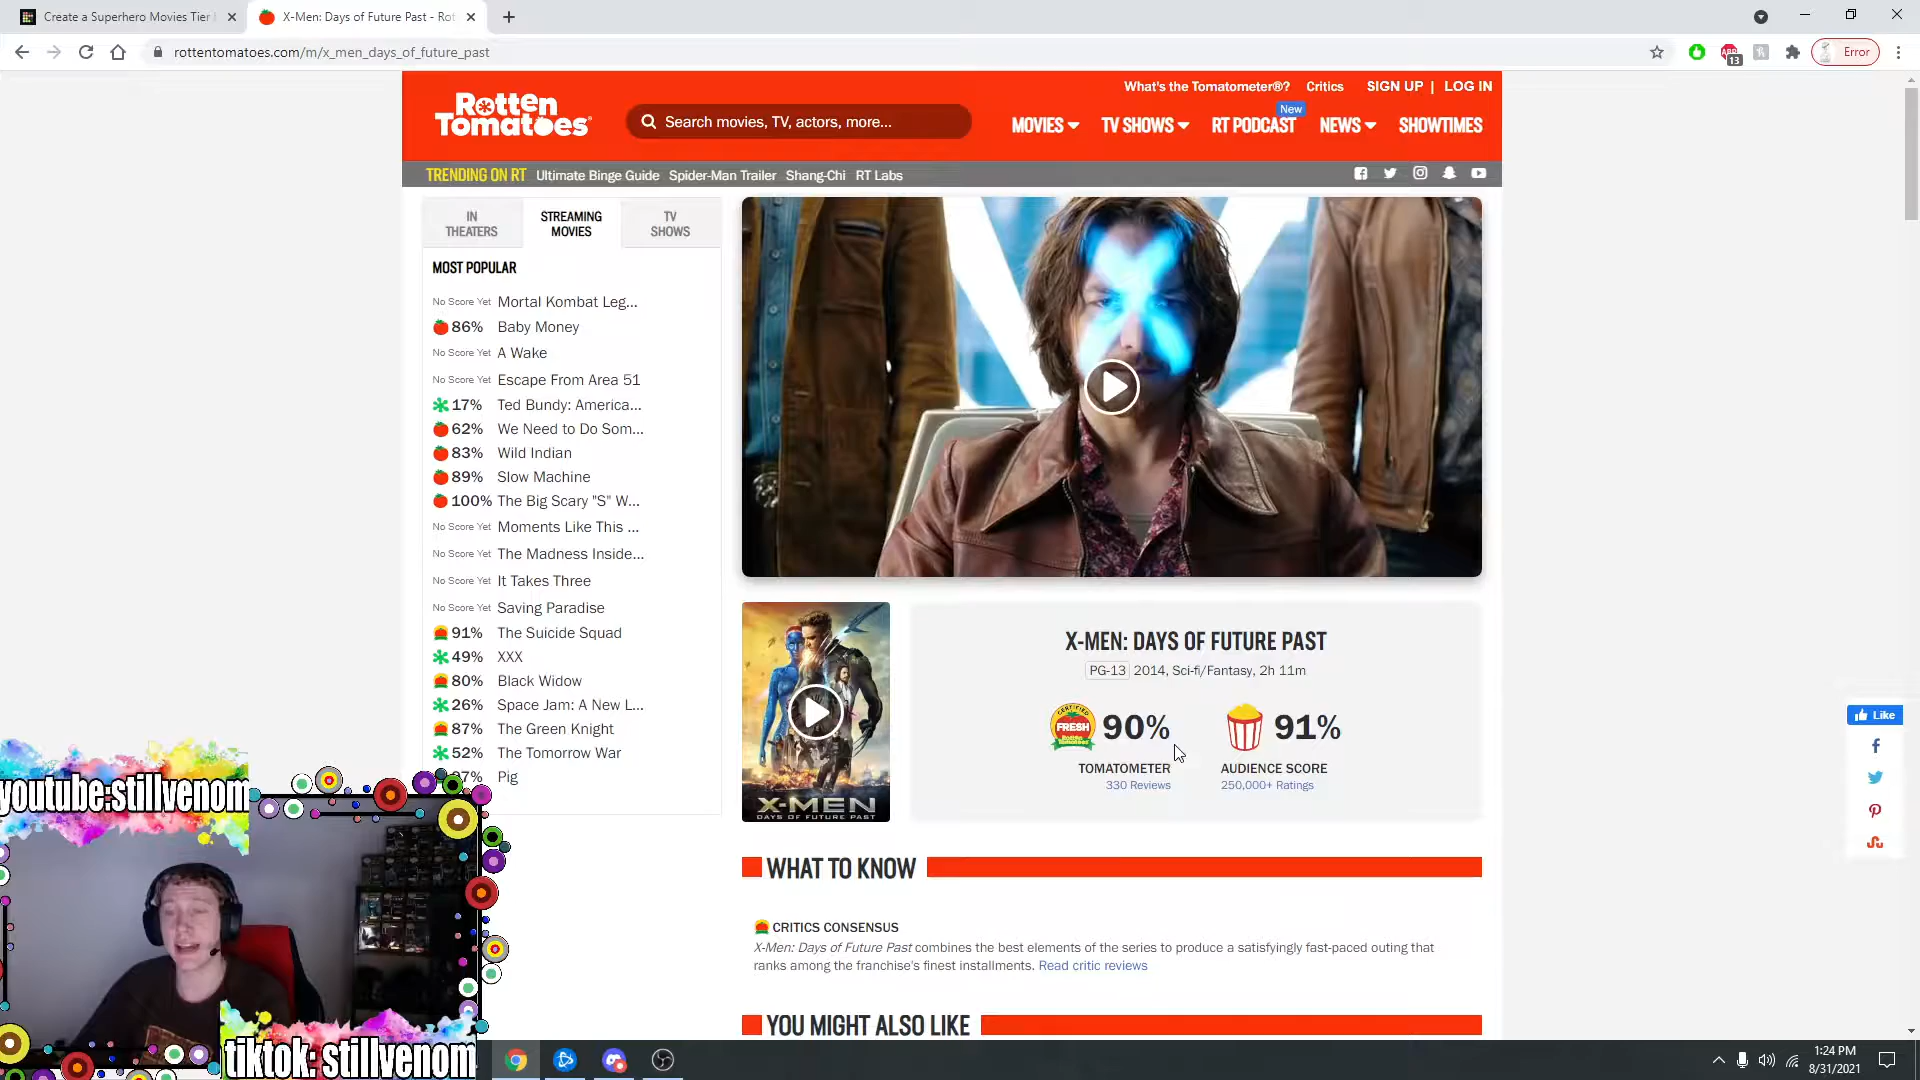 Create a Superhero Movies Tier
X-Men: Days of Future Past - Rot
rottentomatoes.com/m/x_men_days_of_future_past
13
Error
What's the Tomatometer®?
Critics
SIGN UP | LOG IN
Rotten
Tomatoes
Search movies, TV, actors, more...
New
MOVIES
TV SHOWS
RT PODCAST
NEWS
SHOWTIMES
TRENDING ON RT
Ultimate Binge Guide
Spider-Man Trailer
Shang-Chi
RT Labs
IN
THEATERS
STREAMING
MOVIES
TV
SHOWS
MOST POPULAR
No Score Yet Mortal Kombat Leg...
86% Baby Money
No Score Yet A Wake
No Score Yet Escape From Area 51
17% Ted Bundy: America...
62% We Need to Do Som...
83% Wild Indian
89% Slow Machine
100% The Big Scary "S" W...
No Score Yet Moments Like This ...
No Score Yet The Madness Inside...
No Score Yet It Takes Three
No Score Yet Saving Paradise
91% The Suicide Squad
49% XXX
80% Black Widow
26% Space Jam: A New L...
87% The Green Knight
52% The Tomorrow War
Pig
X-MEN
DAYS OF FUTURE PAST
X-MEN: DAYS OF FUTURE PAST
PG-13 2014, Sci-fi/Fantasy, 2h 11m
CERTIFIED
FRESH
Rotten
Tomatoes
90%
TOMATOMETER
330 Reviews
91%
AUDIENCE SCORE
250,000+ Ratings
Like
WHAT TO KNOW
CRITICS CONSENSUS
X-Men: Days of Future Past combines the best elements of the series to produce a satisfyingly fast-paced outing that
ranks among the franchise's finest installments. Read critic reviews
YOU MIGHT ALSO LIKE
youtube:stillvenom
tiktok: stillvenom
1:24 PM
8/31/2021